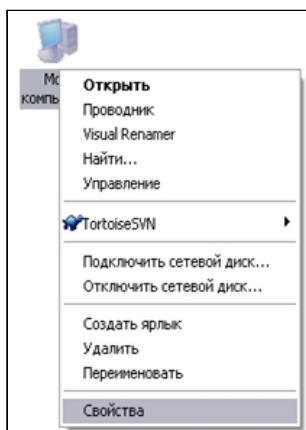 Мо
компь
Открыть
Проводник
Visual Renamer
Найти...
Управление
TortoiseSVN
Подключить сетевой диск...
Отключить сетевой диск...
Создать ярлык
Удалить
Переименовать
Свойства